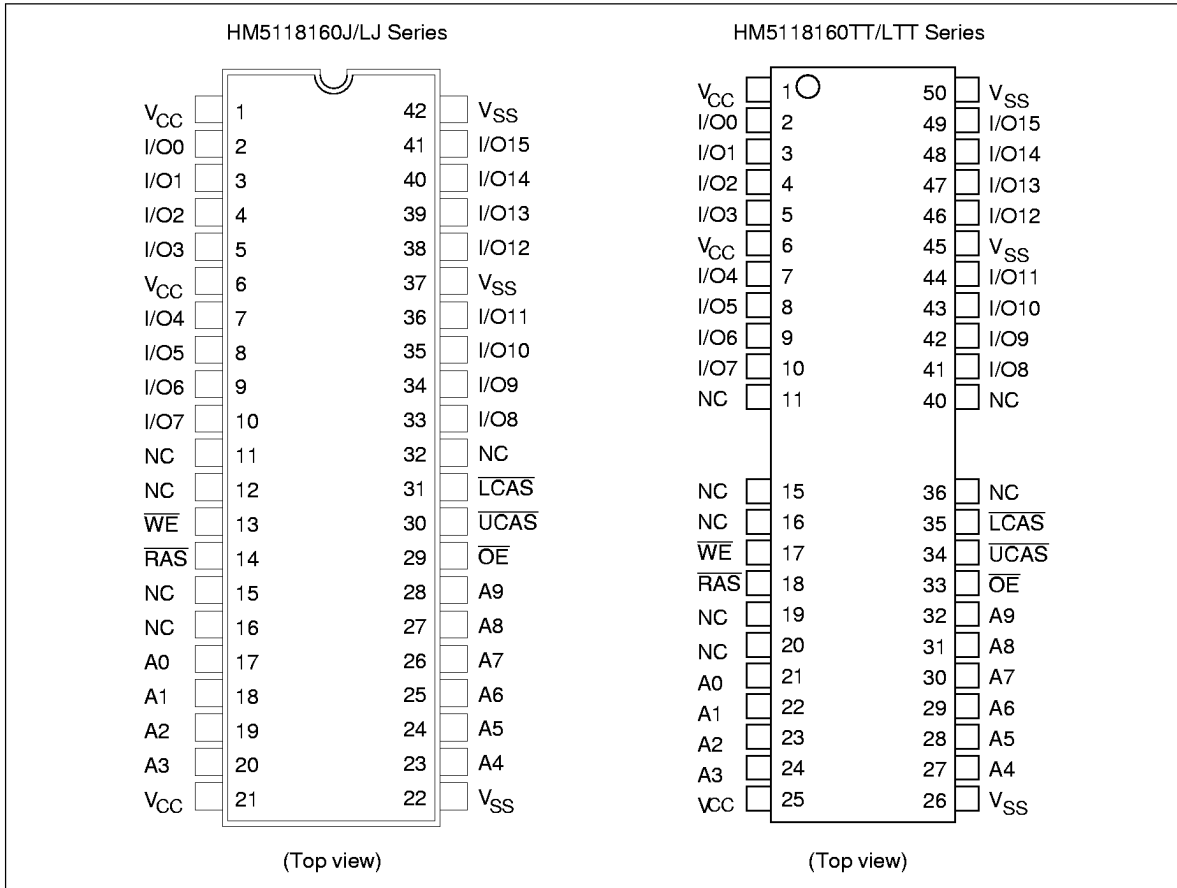 HM5118160J/LJ Series
VCC 1 42 VSS
I/O0 2 41 I/O15
I/O1 3 40 I/O14
I/O2 4 39 I/O13
I/O3 5 38 I/O12
VCC 6 37 VSS
I/O4 7 36 I/O11
I/O5 8 35 I/O10
I/O6 9 34 I/O9
I/O7 10 33 I/O8
NC 11 32 NC
NC 12 31 LCAS
WE 13 30 UCAS
RAS 14 29 OE
NC 15 28 A9
NC 16 27 A8
A0 17 26 A7
A1 18 25 A6
A2 19 24 A5
A3 20 23 A4
VCC 21 22 VSS
(Top view)
HM5118160TT/LTT Series
VCC 1 50 VSS
I/O0 2 49 I/O15
I/O1 3 48 I/O14
I/O2 4 47 I/O13
I/O3 5 46 I/O12
VCC 6 45 VSS
I/O4 7 44 I/O11
I/O5 8 43 I/O10
I/O6 9 42 I/O9
I/O7 10 41 I/O8
NC 11 40 NC
NC 15 36 NC
NC 16 35 LCAS
WE 17 34 UCAS
RAS 18 33 OE
NC 19 32 A9
NC 20 31 A8
A0 21 30 A7
A1 22 29 A6
A2 23 28 A5
A3 24 27 A4
VCC 25 26 VSS
(Top view)